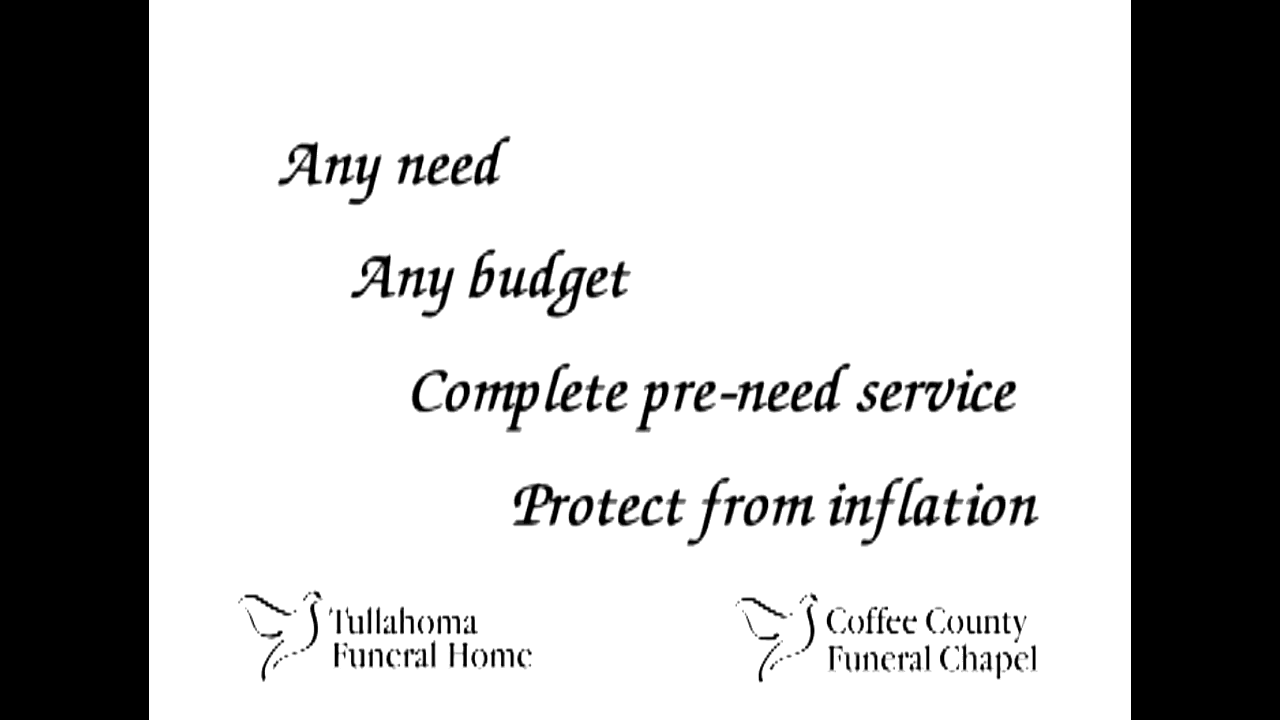 Any need
Any budget
Complete pre-need service
Protect from inflation
Tullahoma
Funeral Home
Coffee County
Funeral Chapel